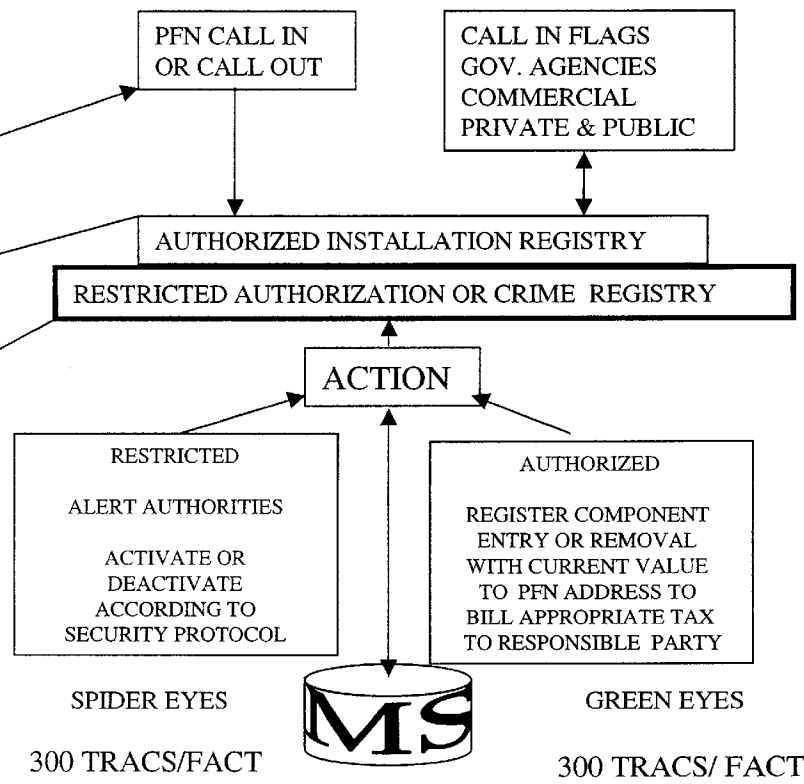 PFN CALL IN
OR CALL OUT
CALL IN FLAGS
GOV. AGENCIES
COMMERCIAL
PRIVATE & PUBLIC
AUTHORIZED INSTALLATION REGISTRY
RESTRICTED AUTHORIZATION OR CRIME REGISTRY
ACTION
RESTRICTED
ALERT AUTHORITIES
ACTIVATE OR
DEACTIVATE
ACCORDING TO
SECURITY PROTOCOL
AUTHORIZED
REGISTER COMPONENT
ENTRY OR REMOVAL
WITH CURRENT VALUE
TO PFN ADDRESS TO
BILL APPROPRIATE TAX
TO RESPONSIBLE PARTY
SPIDER EYES
MS
GREEN EYES
300 TRACS/FACT
300 TRACS/ FACT